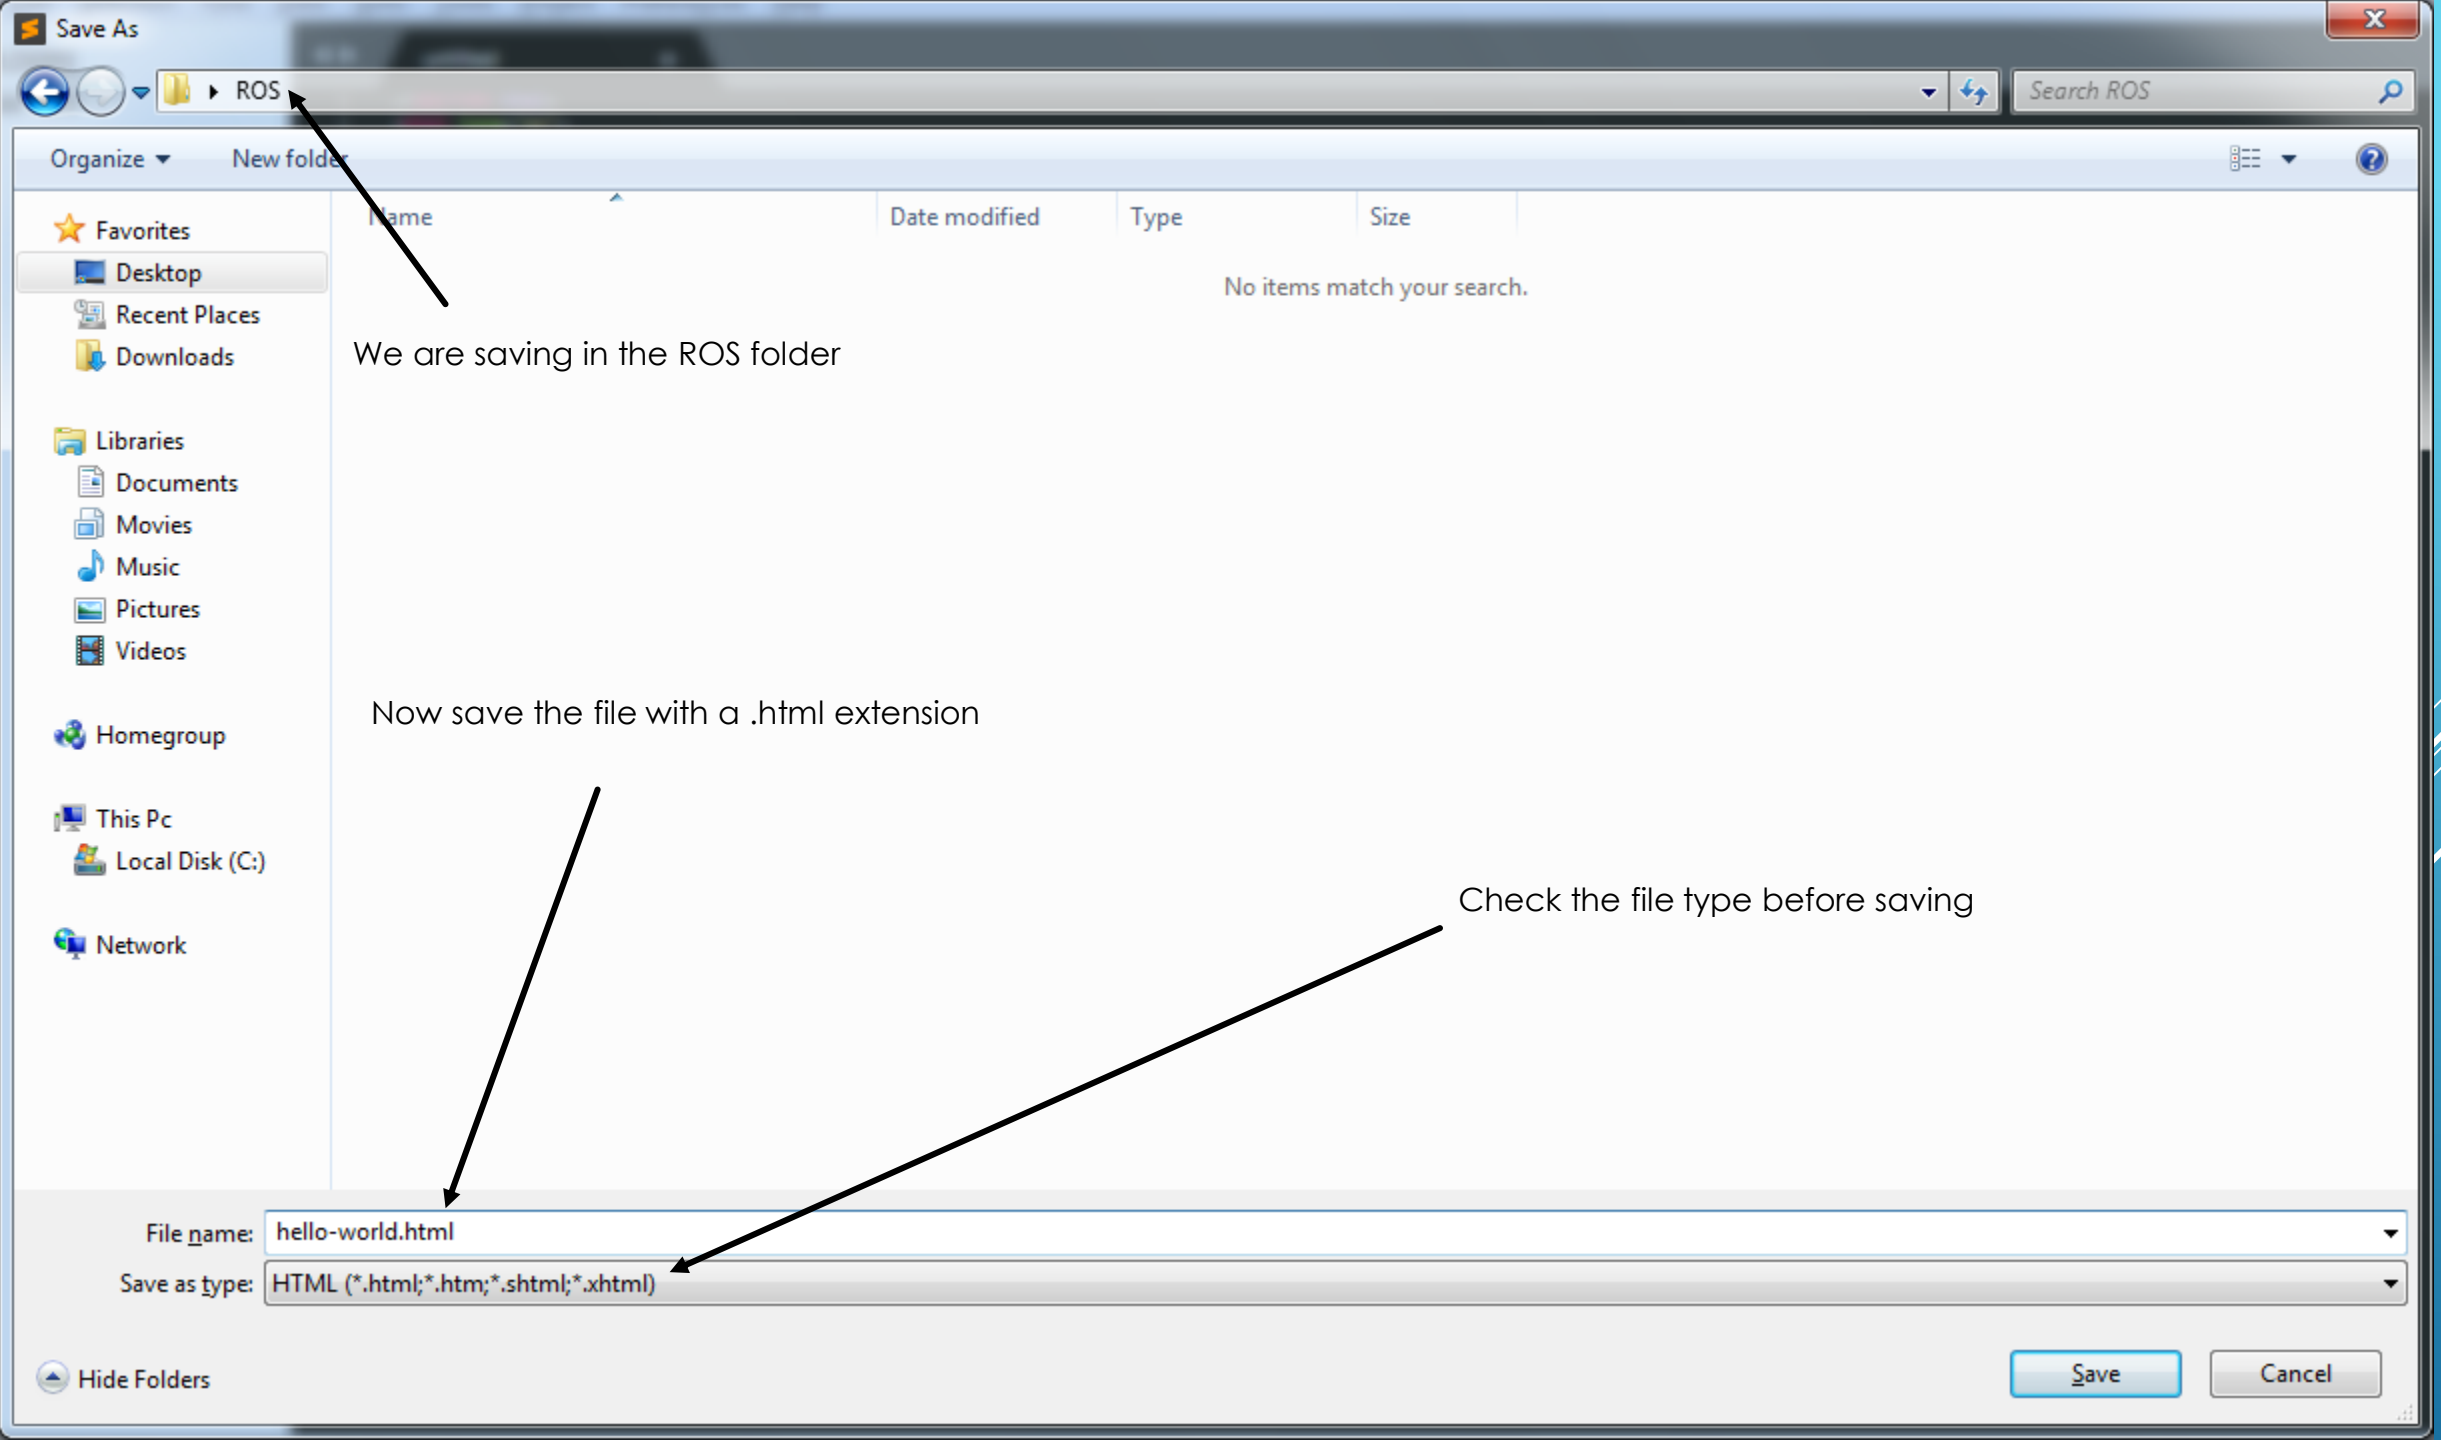 Save As
ROS
Search ROS
Organize
New folder
Name
Date modified
Type
Size
No items match your search.
Favorites
Desktop
Recent Places
Downloads
Libraries
Documents
Movies
Music
Pictures
Videos
Homegroup
This Pc
Local Disk (C:)
Network
We are saving in the ROS folder
Now save the file with a .html extension
Check the file type before saving
File name: hello-world.html
Save as type: HTML (*.html;*.htm;*.shtml;*.xhtml)
Hide Folders
Save
Cancel